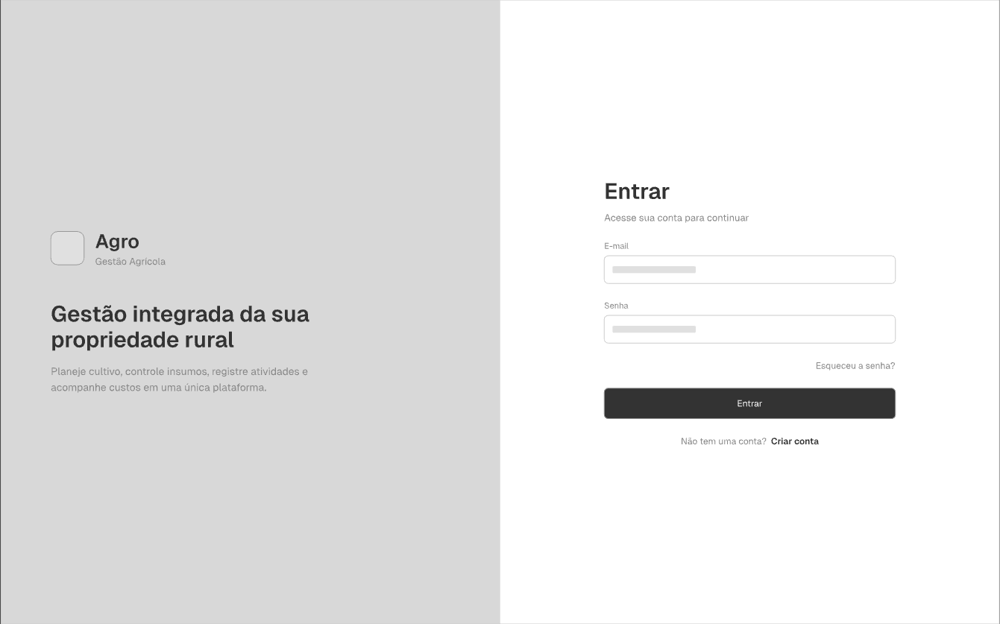 Agro
Gestão Agrícola
Gestão integrada da sua
propriedade rural
Planeje cultivo, controle insumos, registre atividades e
acompanhe custos em uma única plataforma.
Entrar
Acesse sua conta para continuar
E-mail
Senha
Esqueceu a senha?
Entrar
Não tem uma conta? Criar conta